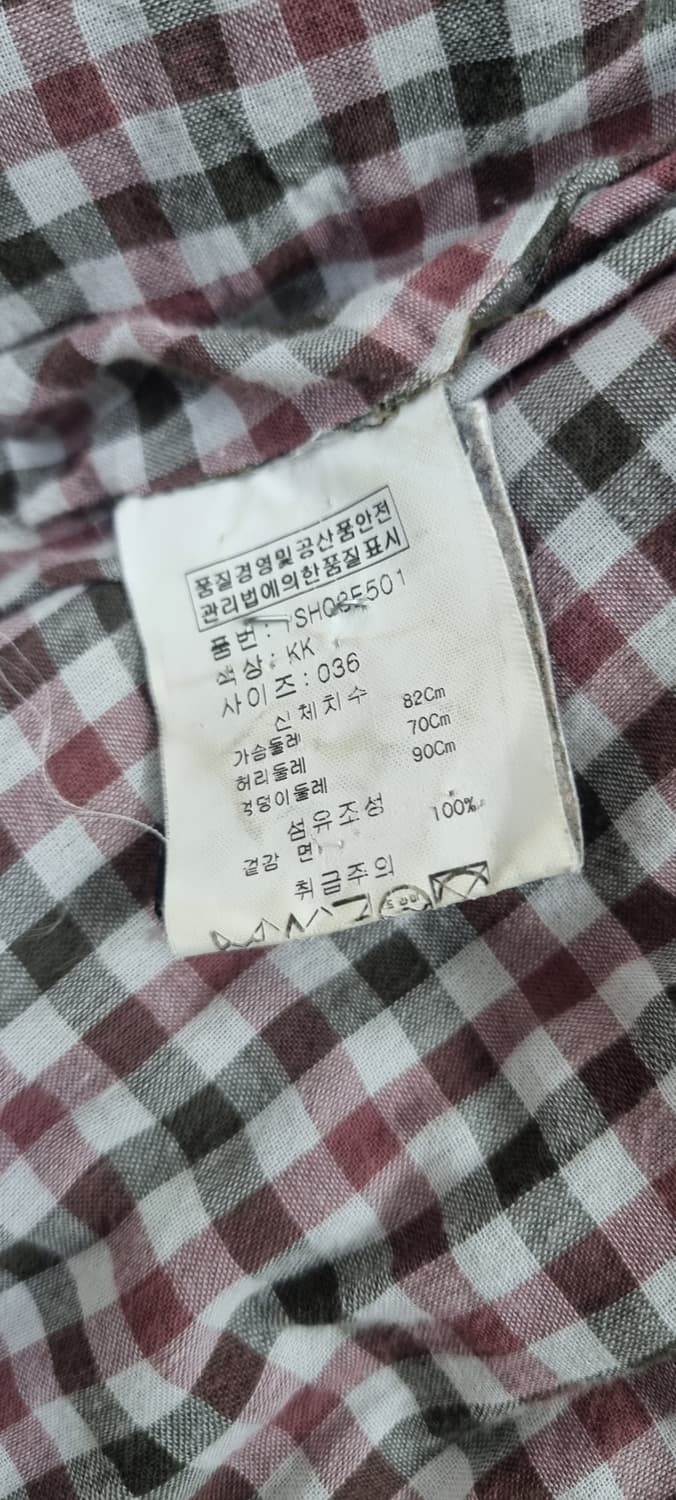 품질경영및공산품안전
관리법에의한품질표시
품번:
색상: KK
사이즈: 036
신체치수
가슴둘레 82Cm
허리둘레 70Cm
엉덩이둘레 90Cm
섬유조성
겉감 면 100%
취급주의